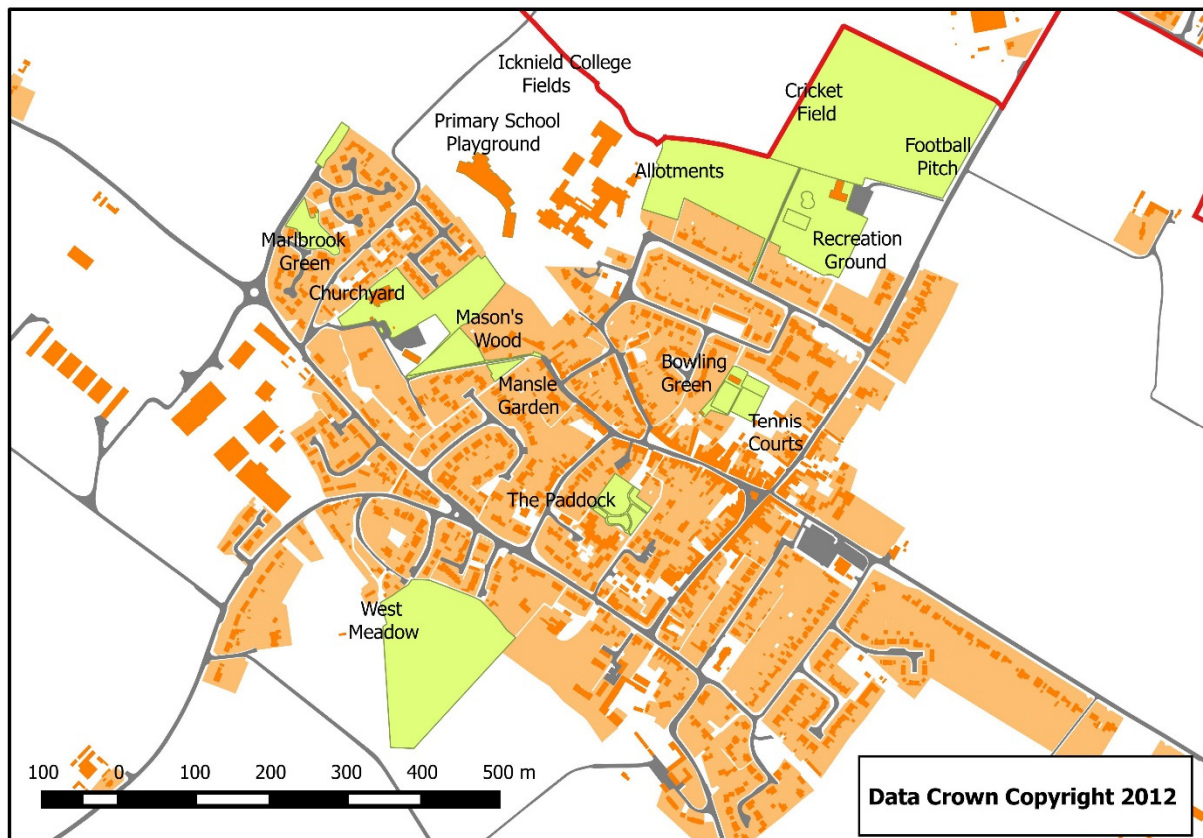 Icknield College
Fields
Cricket
Field
Primary School
Playground
Football
Pitch
Allotments
Marlbrook
Green
Recreation
Ground
Churchyard
Mason's
Wood
Bowling
Green
Mansle
Garden
Tennis
Courts
The Paddock
West
Meadow
100 0 100 200 300 400 500 m
Data Crown Copyright 2012